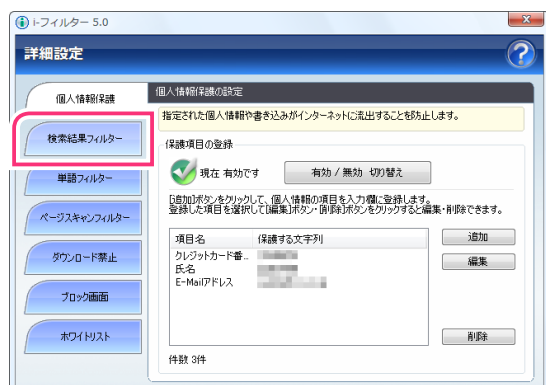 i-フィルター 5.0
詳細設定
個人情報保護
検索結果フィルター
単語フィルター
ページスキャンフィルター
ダウンロード禁止
ブロック画面
ホワイトリスト
個人情報保護の設定
指定された個人情報や書き込みがインターネットに流出することを防止します。
保護項目の登録
現在 有効です
有効 / 無効 切り替え
[追加]ボタンをクリックして、個人情報の項目を入力欄に登録します。
登録した項目を選択して[編集]ボタン・[削除]ボタンをクリックすると編集・削除できます。
項目名 保護する文字列
クレジットカード番...
氏名
E-Mailアドレス
追加
編集
削除
件数 3件